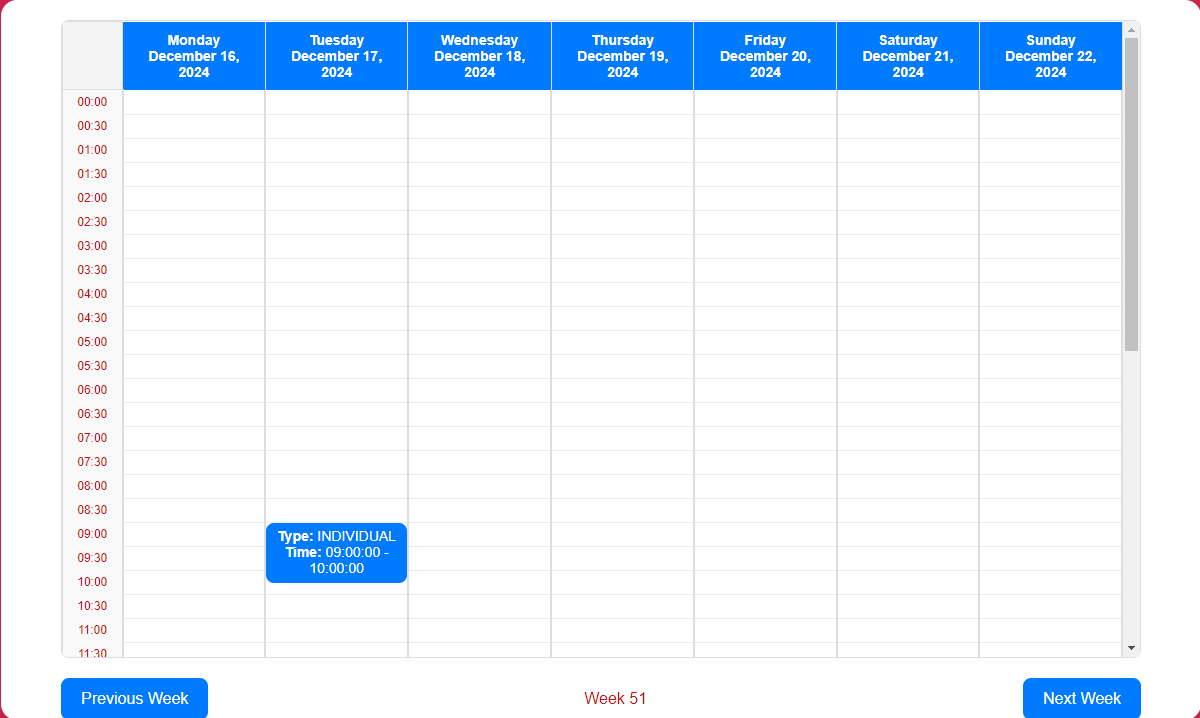 Monday
December 16,
2024
Tuesday
December 17,
2024
Wednesday
December 18,
2024
Thursday
December 19,
2024
Friday
December 20,
2024
Saturday
December 21,
2024
Sunday
December 22,
2024
00:00
00:30
01:00
01:30
02:00
02:30
03:00
03:30
04:00
04:30
05:00
05:30
06:00
06:30
07:00
07:30
08:00
08:30
09:00
Type: INDIVIDUAL
Time: 09:00:00 -
10:00:00
09:30
10:00
10:30
11:00
11:30
Previous Week
Week 51
Next Week